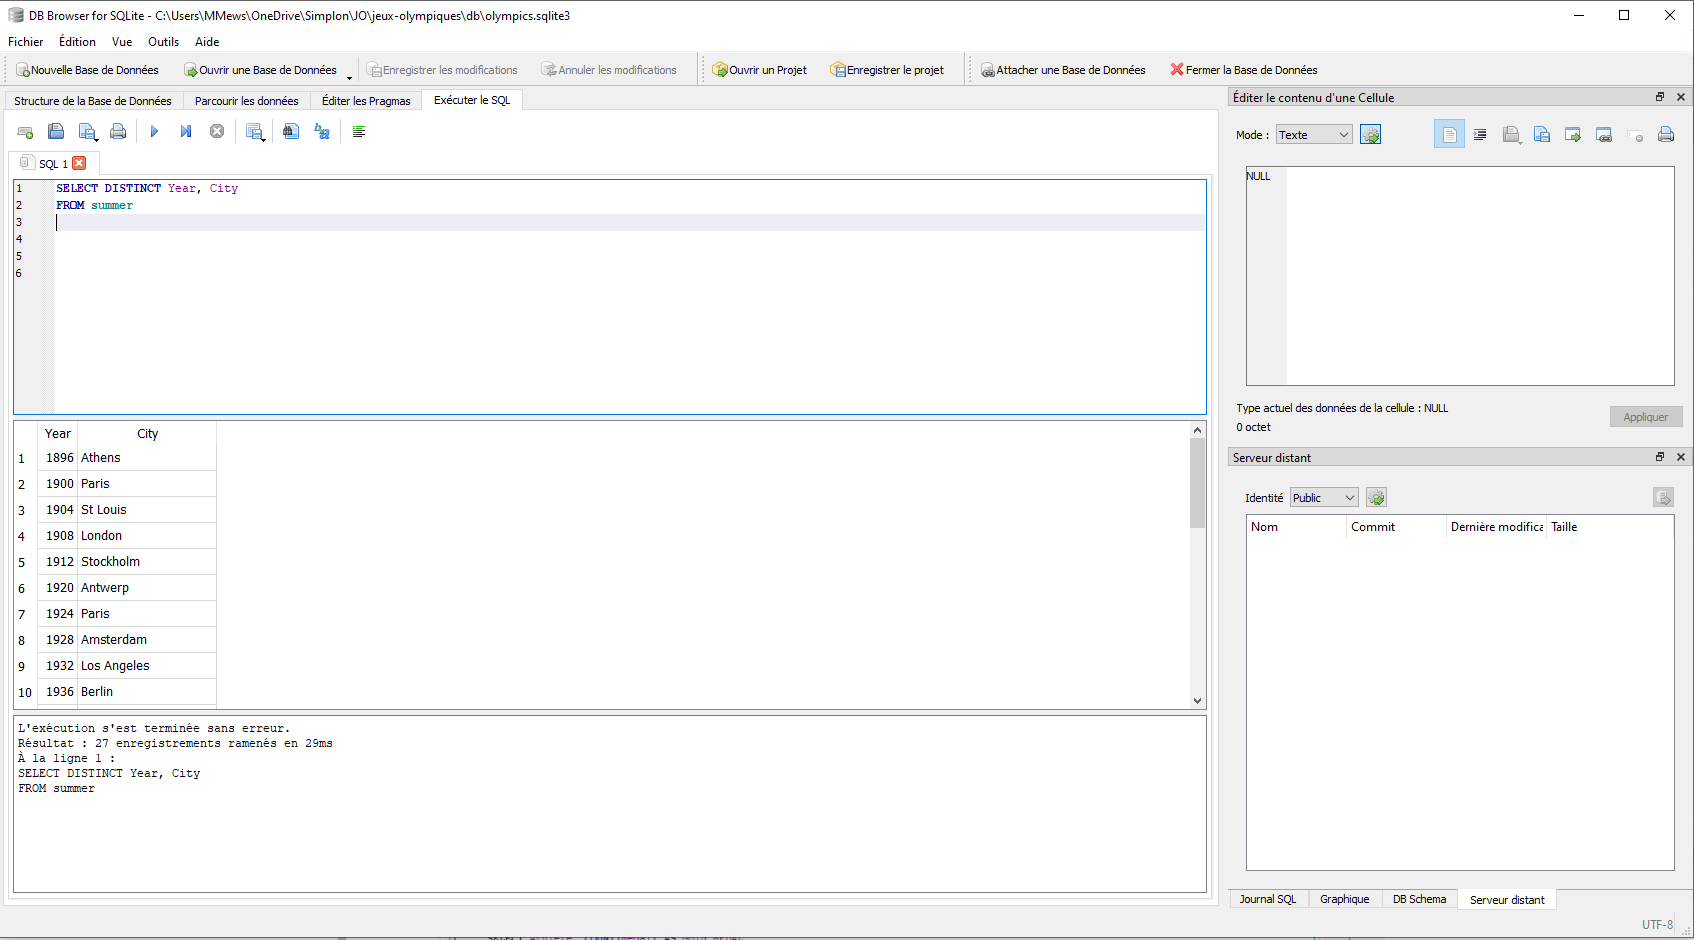 DB Browser for SQLite - C:\Users\MMews\OneDrive\Simplon\JO\jeux-olympiques\db\olympics.sqlite3
Fichier Édition Vue Outils Aide
Nouvelle Base de Données Ouvrir une Base de Données Enregistrer les modifications Annuler les modifications Ouvrir un Projet Enregistrer le projet Attacher une Base de Données Fermer la Base de Données
Structure de la Base de Données Parcourir les données Éditer les Pragmas Exécuter le SQL
SQL 1
1 SELECT DISTINCT Year, City
2 FROM summer
3
4
5
6
Year City
1 1896 Athens
2 1900 Paris
3 1904 St Louis
4 1908 London
5 1912 Stockholm
6 1920 Antwerp
7 1924 Paris
8 1928 Amsterdam
9 1932 Los Angeles
10 1936 Berlin
L'exécution s'est terminée sans erreur.
Résultat : 27 enregistrements ramenés en 29ms
À la ligne 1 :
SELECT DISTINCT Year, City
FROM summer
Éditer le contenu d'une Cellule
Mode : Texte
NULL
Type actuel des données de la cellule : NULL
0 octet
Appliquer
Serveur distant
Identité Public
Nom Commit Dernière modifica Taille
Journal SQL Graphique DB Schema Serveur distant
UTF-8